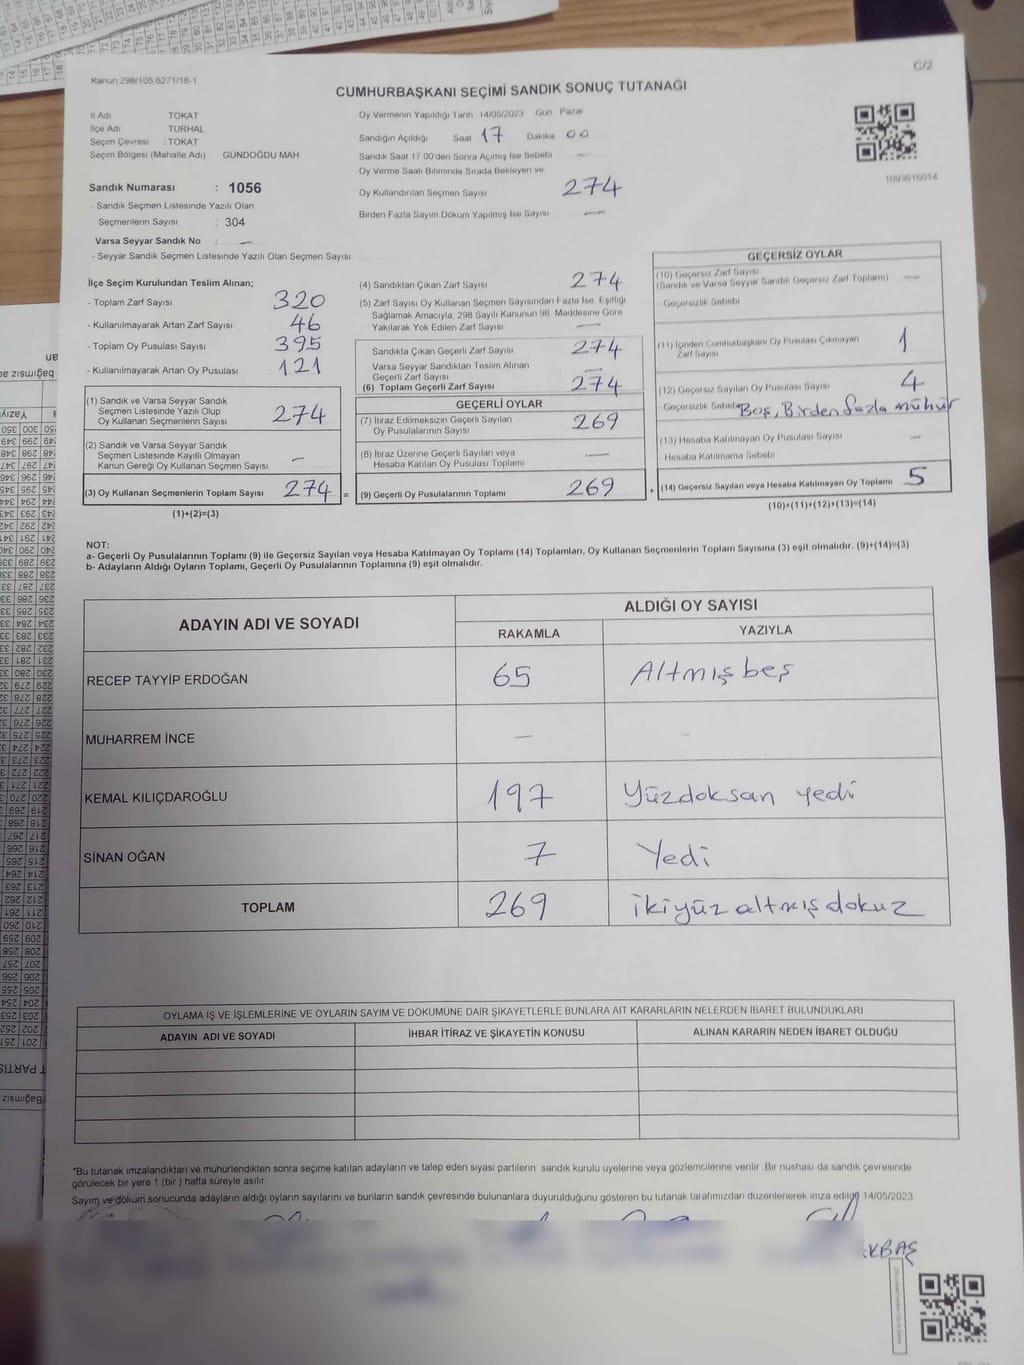 C/2
Kanun 298/105,6271/18-1
CUMHURBAŞKANI SEÇİMİ SANDIK SONUÇ TUTANAĞI
İl Adı TOKAT
İlçe Adı TURHAL
Seçim Çevresi : TOKAT
Seçim Bölgesi (Mahalle Adı) GÜNDOĞDU MAH
Sandık Numarası : 1056
- Sandık Seçmen Listesinde Yazılı Olan
Seçmenlerin Sayısı : 304
Varsa Seyyar Sandık No : —
- Seyyar Sandık Seçmen Listesinde Yazılı Olan Seçmen Sayısı
Oy Vermenin Yapıldığı Tarih 14/05/2023 Gün Pazar
Sandığın Açıldığı Saat 17 Dakika 00
Sandık Saat 17 00'den Sonra Açımış İse Sebebi —
Oy Verme Saati Bitiminde Sırada Bekleyen ve
Oy Kullandırılan Seçmen Sayısı 274
Birden Fazla Sayım Döküm Yapılmış İse Sayısı —
1093616014
İlçe Seçim Kurulundan Teslim Alınan;
- Toplam Zarf Sayısı 320
- Kullanılmayarak Artan Zarf Sayısı 46
- Toplam Oy Pusulası Sayısı 395
- Kullanılmayarak Artan Oy Pusulası 121
(1) Sandık ve Varsa Seyyar Sandık
Seçmen Listesinde Yazılı Olup
Oy Kullanan Seçmenlerin Sayısı 274
(2) Sandık ve Varsa Seyyar Sandık
Seçmen Listesinde Kayıtlı Olmayan
Kanun Gereği Oy Kullanan Seçmen Sayısı —
(3) Oy Kullanan Seçmenlerin Toplam Sayısı 274 =
(1)+(2)=(3)
(4) Sandıktan Çıkan Zarf Sayısı 274
(5) Zarf Sayısı Oy Kullanan Seçmen Sayısından Fazla İse, Eşitliği
Sağlamak Amacıyla, 298 Sayılı Kanunun 98. Maddesine Göre
Yakılarak Yok Edilen Zarf Sayısı —
Sandıkta Çıkan Geçerli Zarf Sayısı 274
Varsa Seyyar Sandıktan Teslim Alınan
Geçerli Zarf Sayısı —
(6) Toplam Geçerli Zarf Sayısı 274
GEÇERLİ OYLAR
(7) İtiraz Edilmeksizin Geçerli Sayılan
Oy Pusulalarının Sayısı 269
(8) İtiraz Üzerine Geçerli Sayılan veya
Hesaba Katılan Oy Pusulası Toplamı —
(9) Geçerli Oy Pusulalarının Toplamı 269 +
GEÇERSİZ OYLAR
(10) Geçersiz Zarf Sayısı
(Sandık ve Varsa Seyyar Sandık Geçersiz Zarf Toplamı) —
- Geçersizlik Sebebi
(11) İçinden Cumhurbaşkanı Oy Pusulası Çıkmayan
Zarf Sayısı 1
(12) Geçersiz Sayılan Oy Pusulası Sayısı 4
- Geçersizlik Sebebi Boş, Birden fazla mühür
(13) Hesaba Katılmayan Oy Pusulası Sayısı —
- Hesaba Katılmama Sebebi
(14) Geçersiz Sayılan veya Hesaba Katılmayan Oy Toplamı 5
(10)+(11)+(12)+(13)=(14)
NOT:
a- Geçerli Oy Pusulalarının Toplamı (9) ile Geçersiz Sayılan veya Hesaba Katılmayan Oy Toplamı (14) Toplamları, Oy Kullanan Seçmenlerin Toplam Sayısına (3) eşit olmalıdır. (9)+(14)=(3)
b- Adayların Aldığı Oyların Toplamı, Geçerli Oy Pusulalarının Toplamına (9) eşit olmalıdır.
ADAYIN ADI VE SOYADI ALDIĞI OY SAYISI
RAKAMLA YAZIYLA
RECEP TAYYİP ERDOĞAN 65 Altmışbeş
MUHARREM İNCE — -
KEMAL KILIÇDAROĞLU 197 Yüzdoksan yedi
SİNAN OĞAN 7 Yedi
TOPLAM 269 ikiyüz altmış dokuz
OYLAMA İŞ VE İŞLEMLERİNE VE OYLARIN SAYIM VE DÖKÜMÜNE DAİR ŞİKAYETLERLE BUNLARA AİT KARARLARIN NELERDEN İBARET BULUNDUKLARI
ADAYIN ADI VE SOYADI İHBAR İTİRAZ VE ŞİKAYETİN KONUSU ALINAN KARARIN NEDEN İBARET OLDUĞU
*Bu tutanak imzalandıktan ve mühürlendikten sonra seçime katılan adayların ve talep eden siyasi partilerin sandık kurulu üyelerine veya gözlemcilerine verilir. Bir nüshası da sandık çevresinde
görülecek bir yere 1 (bir) hafta süreyle asılır.
Sayım ve döküm sonucunda adayların aldığı oyların sayılarını ve bunların sandık çevresinde bulunanlara duyurulduğunu gösteren bu tutanak tarafımızdan düzenlenerek imza edildi 14/05/2023
KBAŞ